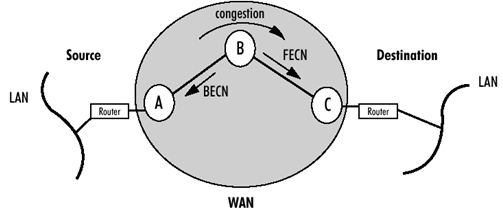 congestion
Source
B
FECN
Destination
LAN
BECN
LAN
Router
A
C
Router
WAN